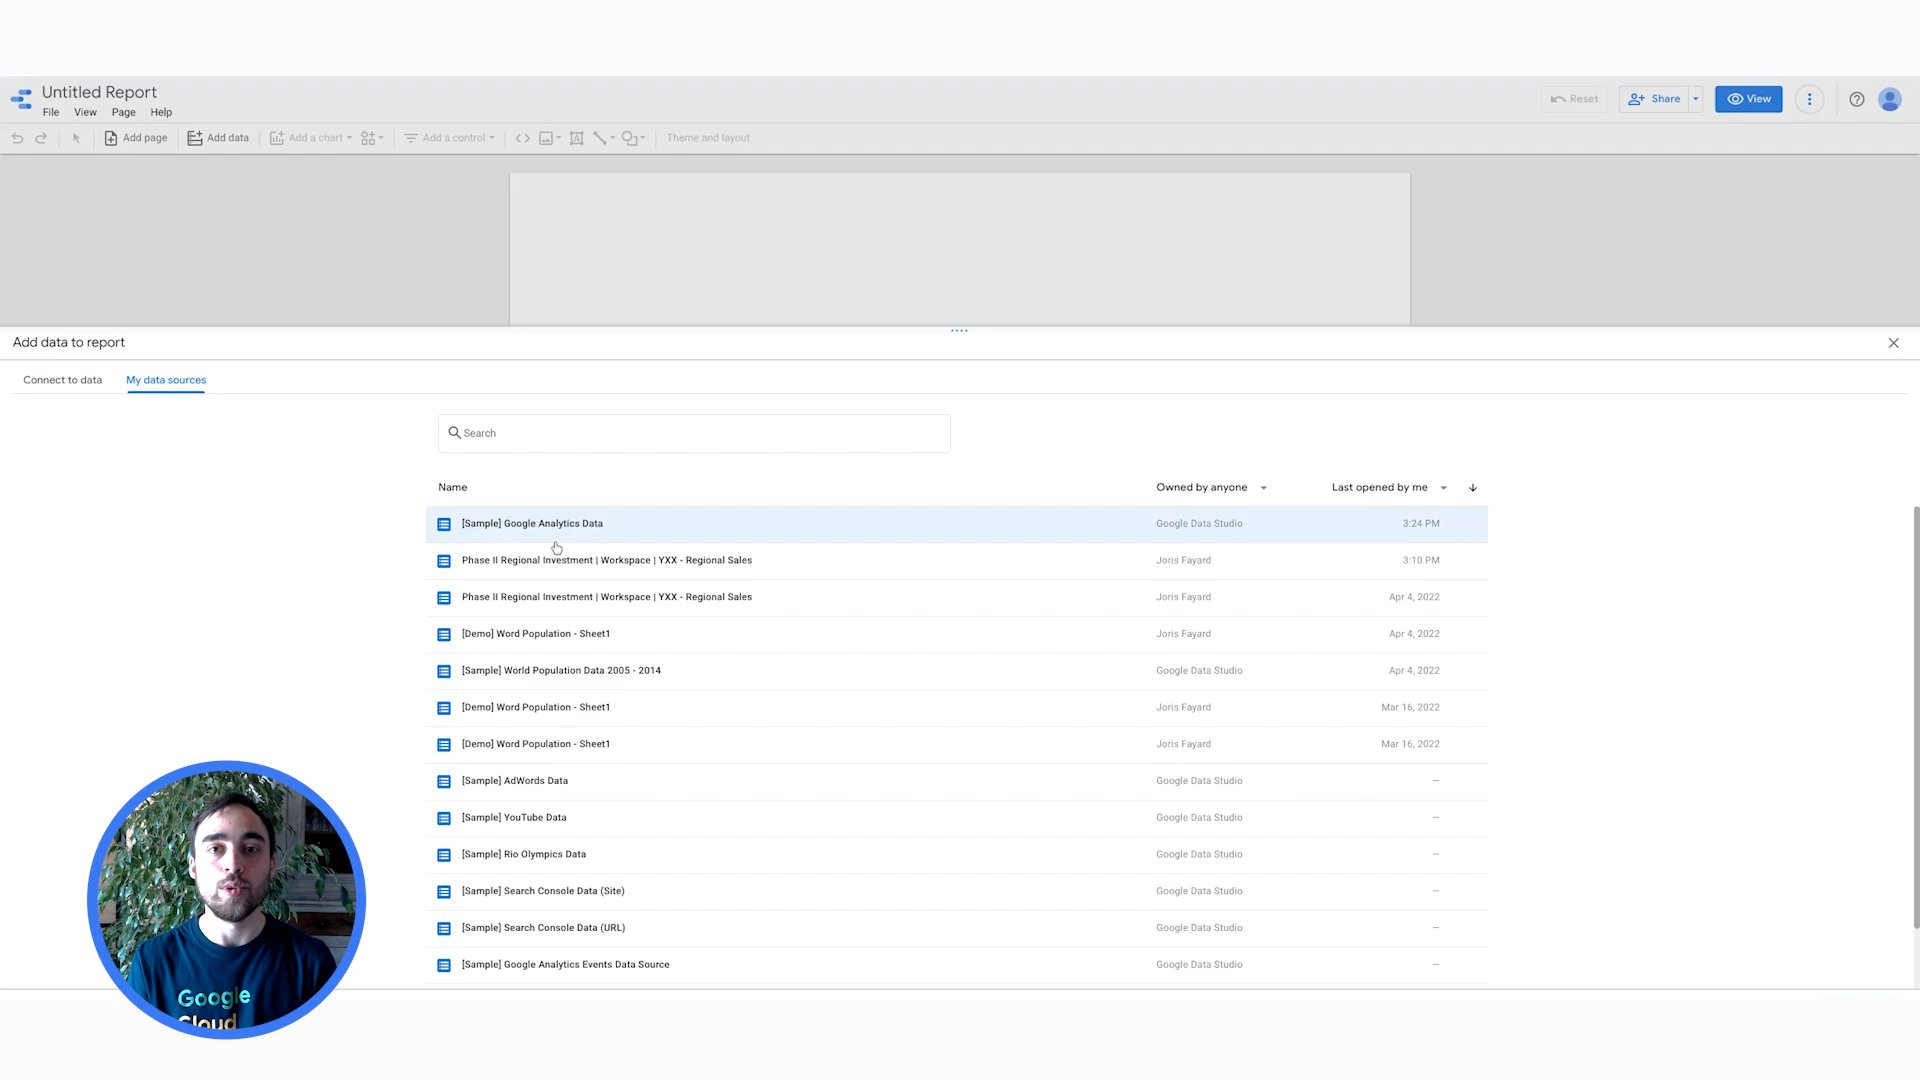 Untitled Report
File View Page Help
Reset Share View
Add page Add data Add a chart Add a control Theme and layout
Add data to report
Connect to data My data sources
Search
Name Owned by anyone Last opened by me
[Sample] Google Analytics Data Google Data Studio 3:24 PM
Phase II Regional Investment | Workspace | YXX - Regional Sales Joris Fayard 3:10 PM
Phase II Regional Investment | Workspace | YXX - Regional Sales Joris Fayard Apr 4, 2022
[Demo] Word Population - Sheet1 Joris Fayard Apr 4, 2022
[Sample] World Population Data 2005 - 2014 Google Data Studio Apr 4, 2022
[Demo] Word Population - Sheet1 Joris Fayard Mar 16, 2022
[Demo] Word Population - Sheet1 Joris Fayard Mar 16, 2022
[Sample] AdWords Data Google Data Studio –
[Sample] YouTube Data Google Data Studio –
[Sample] Rio Olympics Data Google Data Studio –
[Sample] Search Console Data (Site) Google Data Studio –
[Sample] Search Console Data (URL) Google Data Studio –
[Sample] Google Analytics Events Data Source Google Data Studio –
Google
Cloud